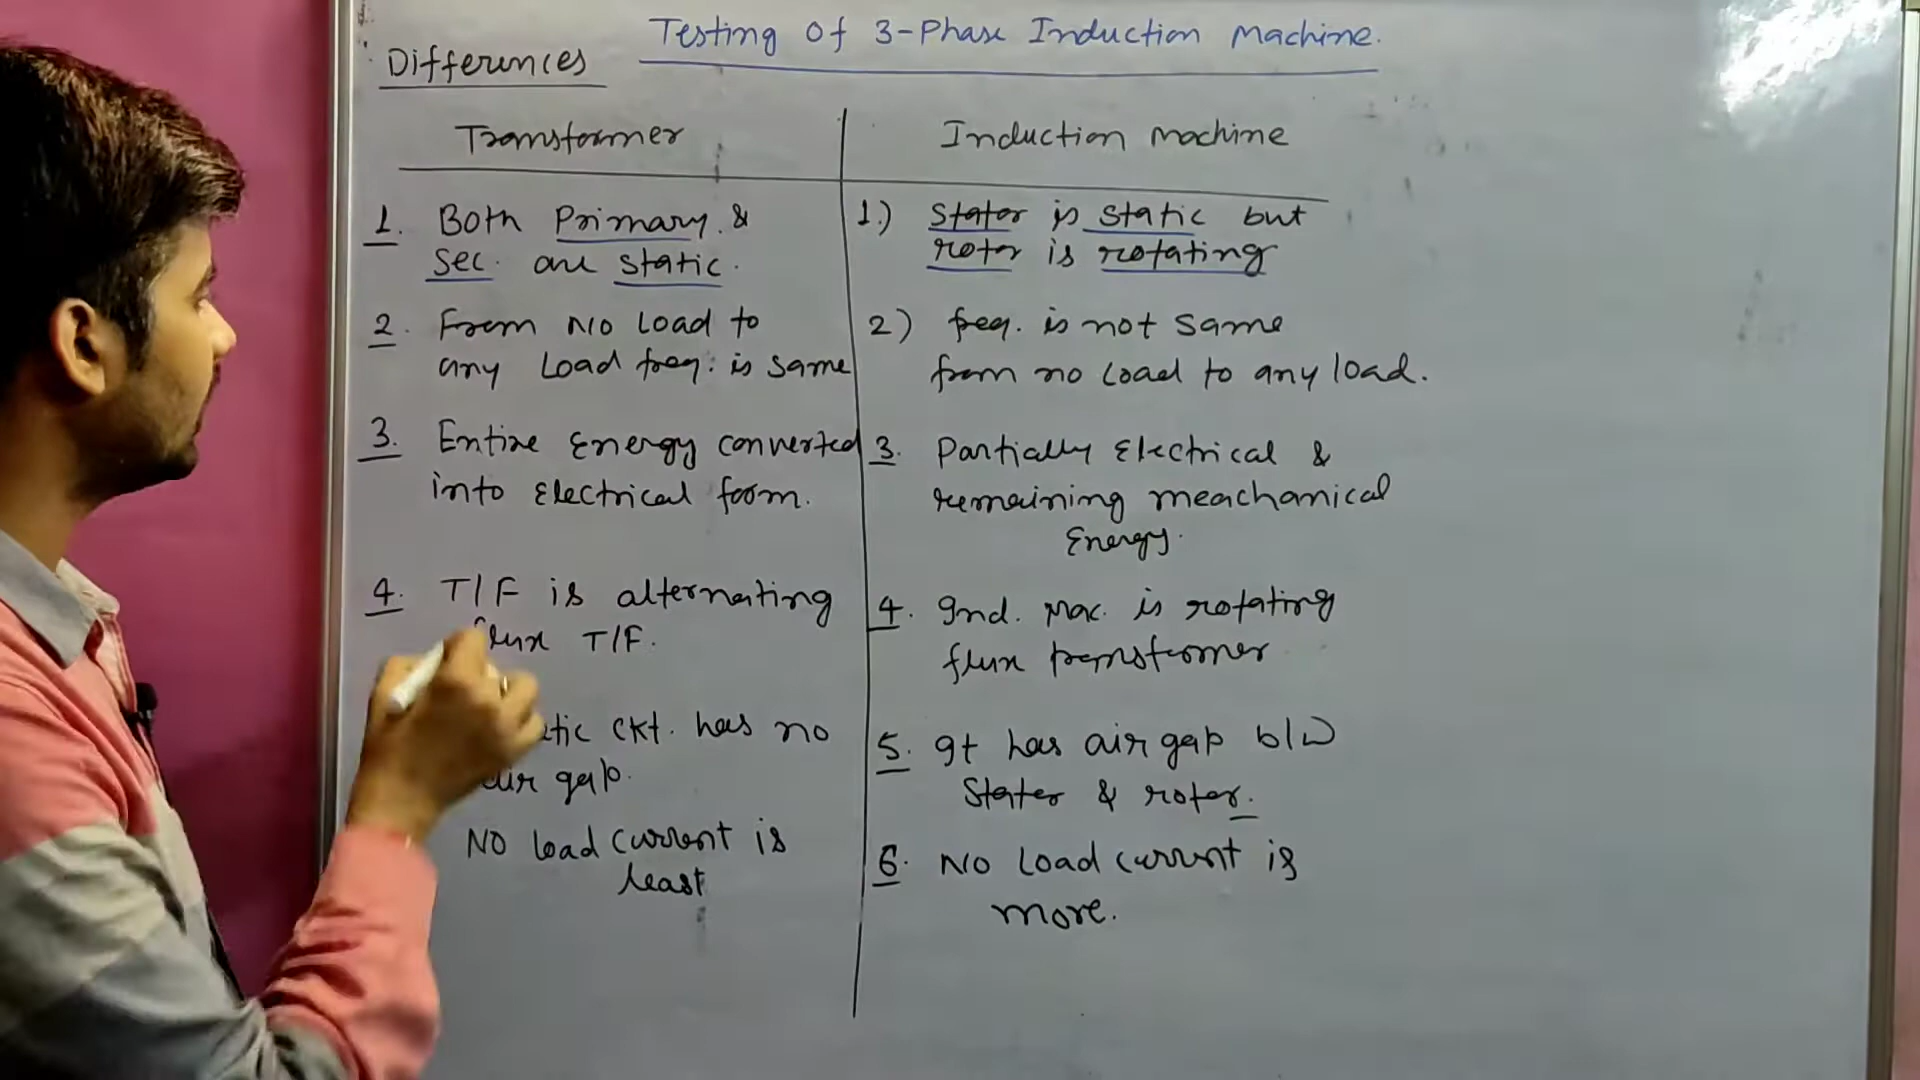 Testing Of 3-Phase Induction Machine.
Differences
Transformer
Induction Machine
1. Both Primary &
Sec. are static.
2. From No Load to
any Load freq. is same
3. Entire Energy converted
into Electrical form.
4. T/F is alternating
flux T/F.
tic ckt. has no
air gap.
No load current is
least
1.) Stator is static but
rotor is rotating
2) freq. is not same
from no load to any load.
3. Partially Electrical &
remaining meachanical
Energy.
4. Ind. Mac. is rotating
flux transformer
5. It has air gap b/w
Stator & rotor.
6. No Load current is
more.